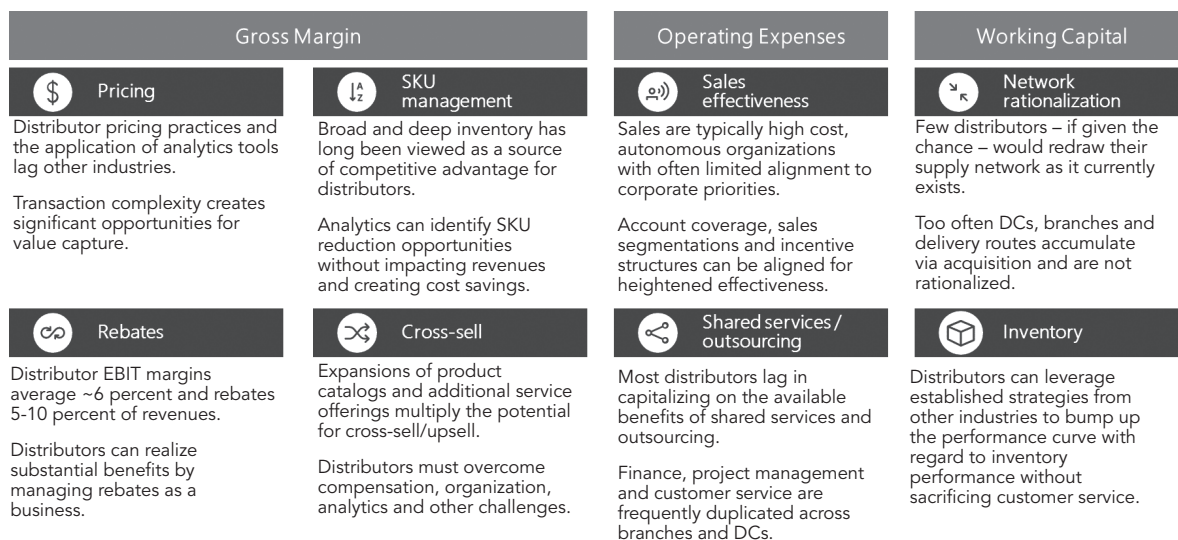 Gross Margin
Operating Expenses
Working Capital
Pricing
Distributor pricing practices and
the application of analytics tools
lag other industries.
Transaction complexity creates
significant opportunities for
value capture.
SKU
management
Broad and deep inventory has
long been viewed as a source
of competitive advantage for
distributors.
Analytics can identify SKU
reduction opportunities
without impacting revenues
and creating cost savings.
Sales
effectiveness
Sales are typically high cost,
autonomous organizations
with often limited alignment to
corporate priorities.
Account coverage, sales
segmentations and incentive
structures can be aligned for
heightened effectiveness.
Network
rationalization
Few distributors – if given the
chance – would redraw their
supply network as it currently
exists.
Too often DCs, branches and
delivery routes accumulate
via acquisition and are not
rationalized.
Rebates
Distributor EBIT margins
average ~6 percent and rebates
5-10 percent of revenues.
Distributors can realize
substantial benefits by
managing rebates as a
business.
Cross-sell
Expansions of product
catalogs and additional service
offerings multiply the potential
for cross-sell/upsell.
Distributors must overcome
compensation, organization,
analytics and other challenges.
Shared services/
outsourcing
Most distributors lag in
capitalizing on the available
benefits of shared services and
outsourcing.
Finance, project management
and customer service are
frequently duplicated across
branches and DCs.
Inventory
Distributors can leverage
established strategies from
other industries to bump up
the performance curve with
regard to inventory
performance without
sacrificing customer service.